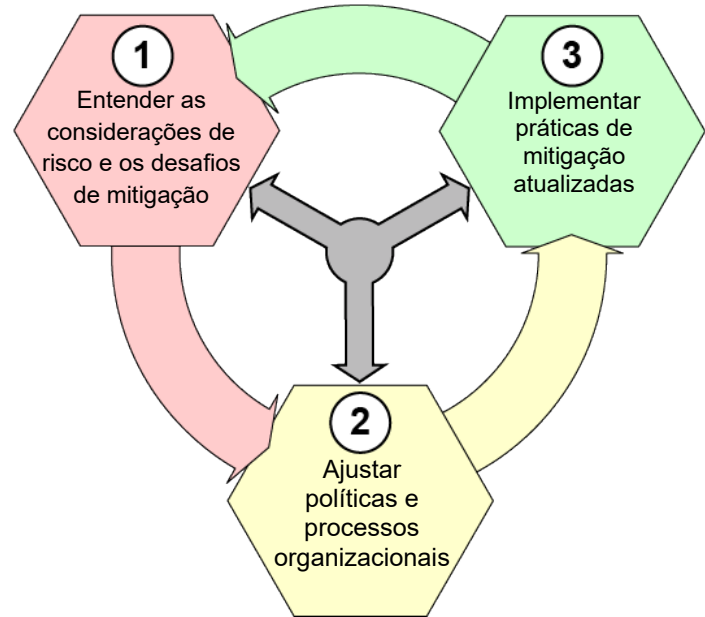 1
Entender as
considerações de
risco e os desafios
de mitigação
2
Ajustar
políticas e
processos
organizacionais
3
Implementar
práticas de
mitigação
atualizadas